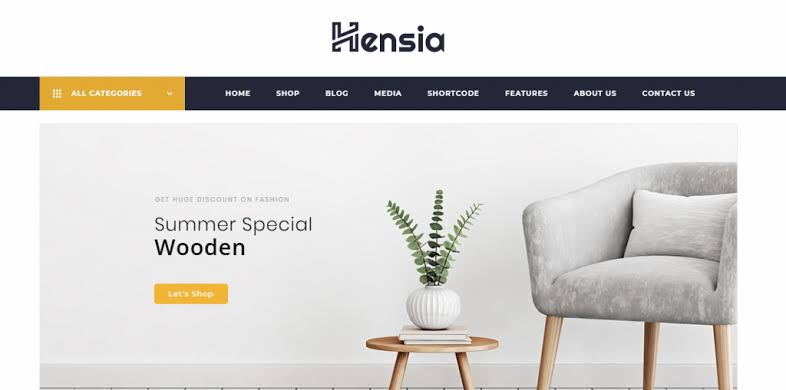 Hensia
ALL CATEGORIES HOME SHOP BLOG MEDIA SHORTCODE FEATURES ABOUT US CONTACT US
GET HUGE DISCOUNT ON FASHION
Summer Special
Wooden
Let's Shop